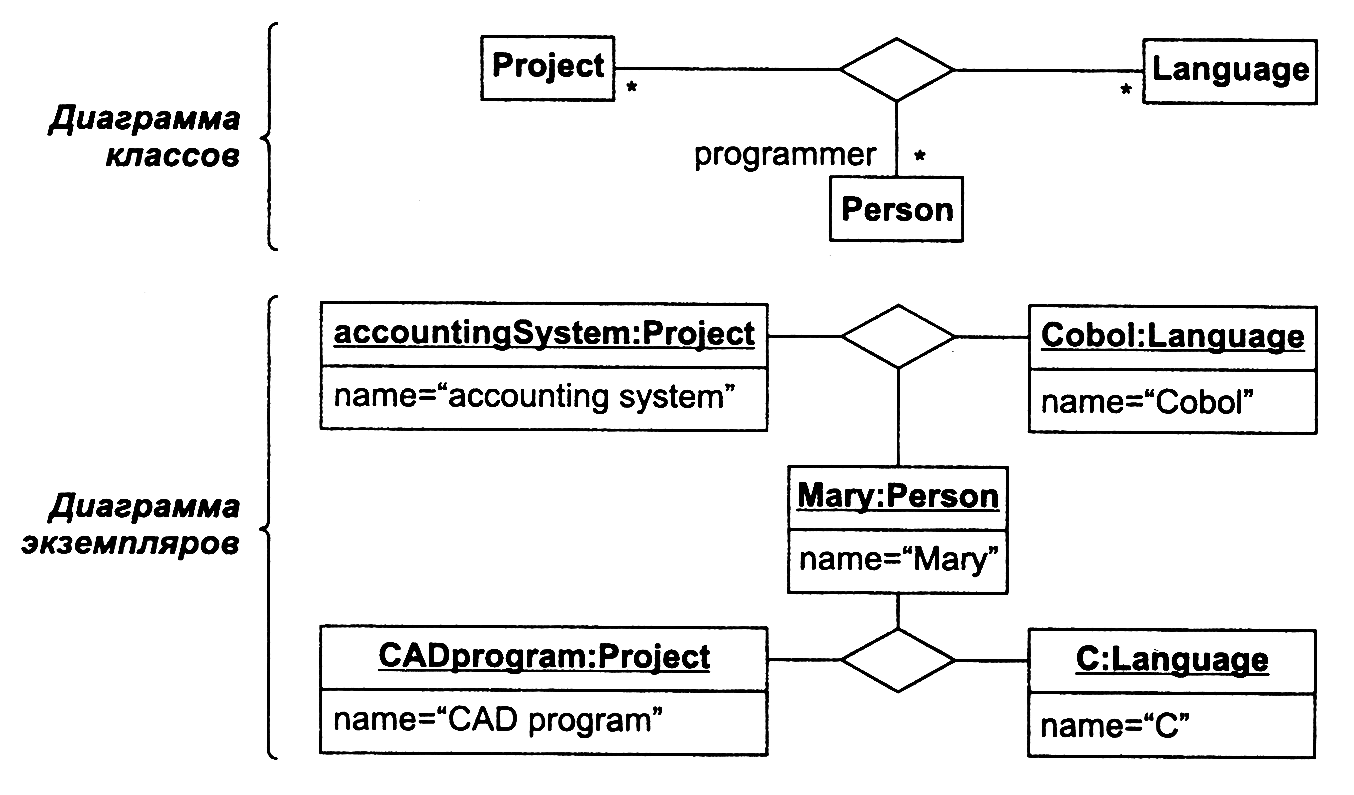 Диаграмма
классов
Project
*
Language
*
programmer
*
Person
Диаграмма
экземпляров
accountingSystem:Project
name=“accounting system”
Cobol:Language
name=“Cobol”
Mary:Person
name=“Mary”
CADprogram:Project
name=“CAD program”
C:Language
name=“C”